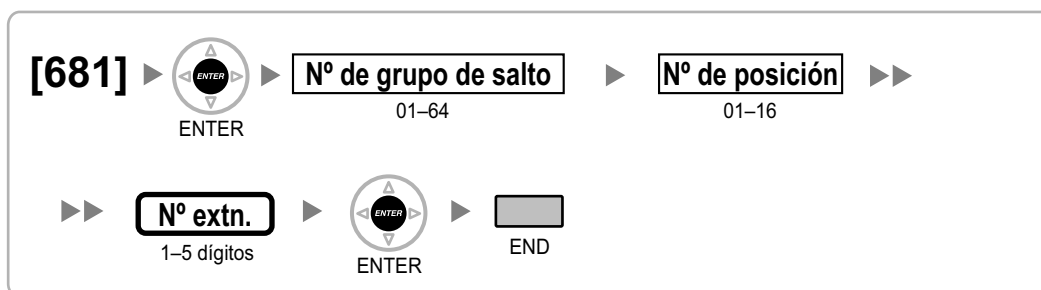 [681] ENTER Nº de grupo de salto Nº de posición
01–64 01–16
ENTER
Nº extn. ENTER
1–5 dígitos END
ENTER